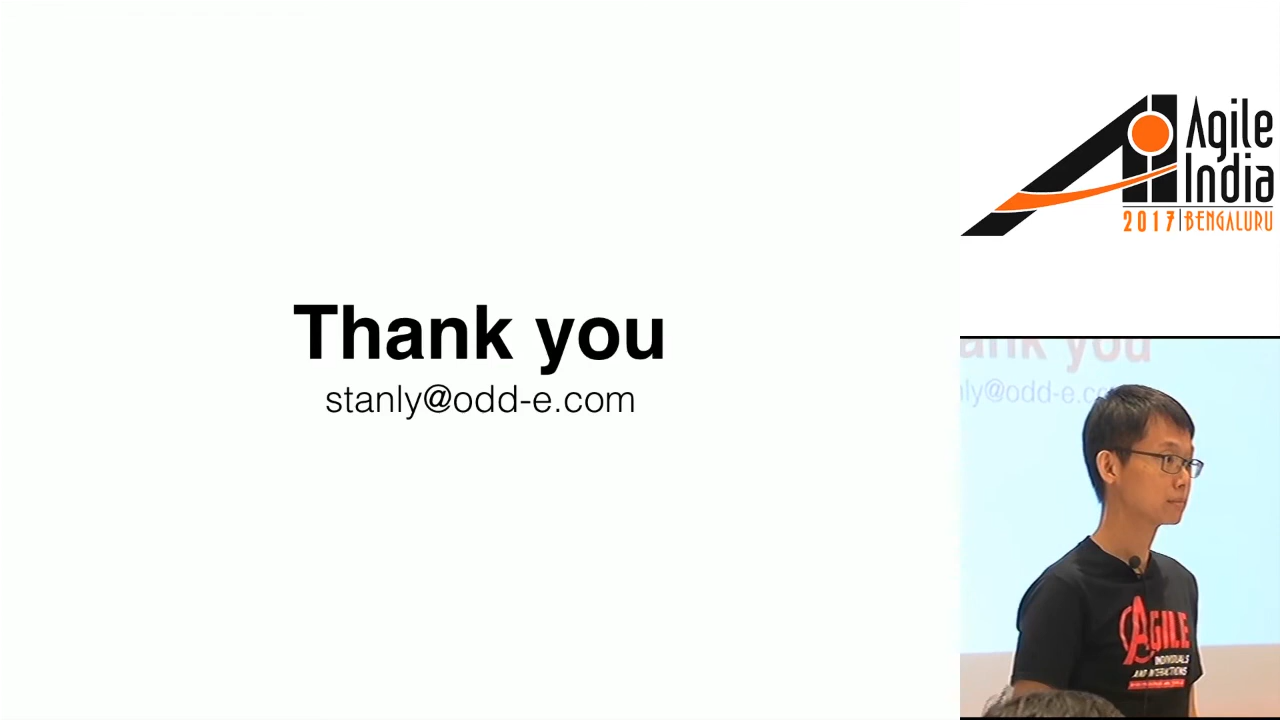 Thank you
stanly@odd-e.com
Agile
India
2017 | BENGALURU
ank you
nly@odd-e.co
AGILE
INDIVIDUALS
AND INTERACTIONS